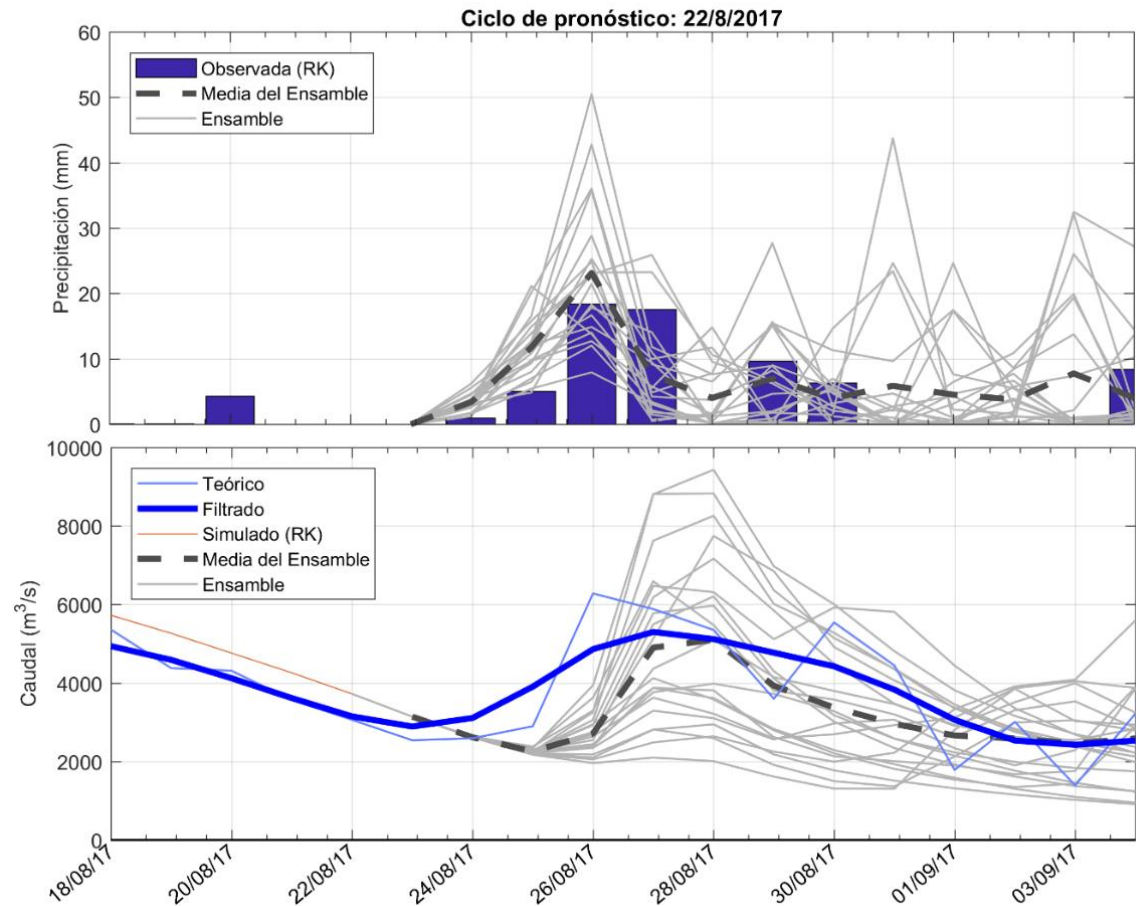 Ciclo de pronóstico: 22/8/2017
60
50
40
30
20
10
0
Precipitación (mm)
Observada (RK)
Media del Ensamble
Ensamble
10000
8000
6000
4000
2000
0
Caudal (m³/s)
Teórico
Filtrado
Simulado (RK)
Media del Ensamble
Ensamble
18/08/17
20/08/17
22/08/17
24/08/17
26/08/17
28/08/17
30/08/17
01/09/17
03/09/17